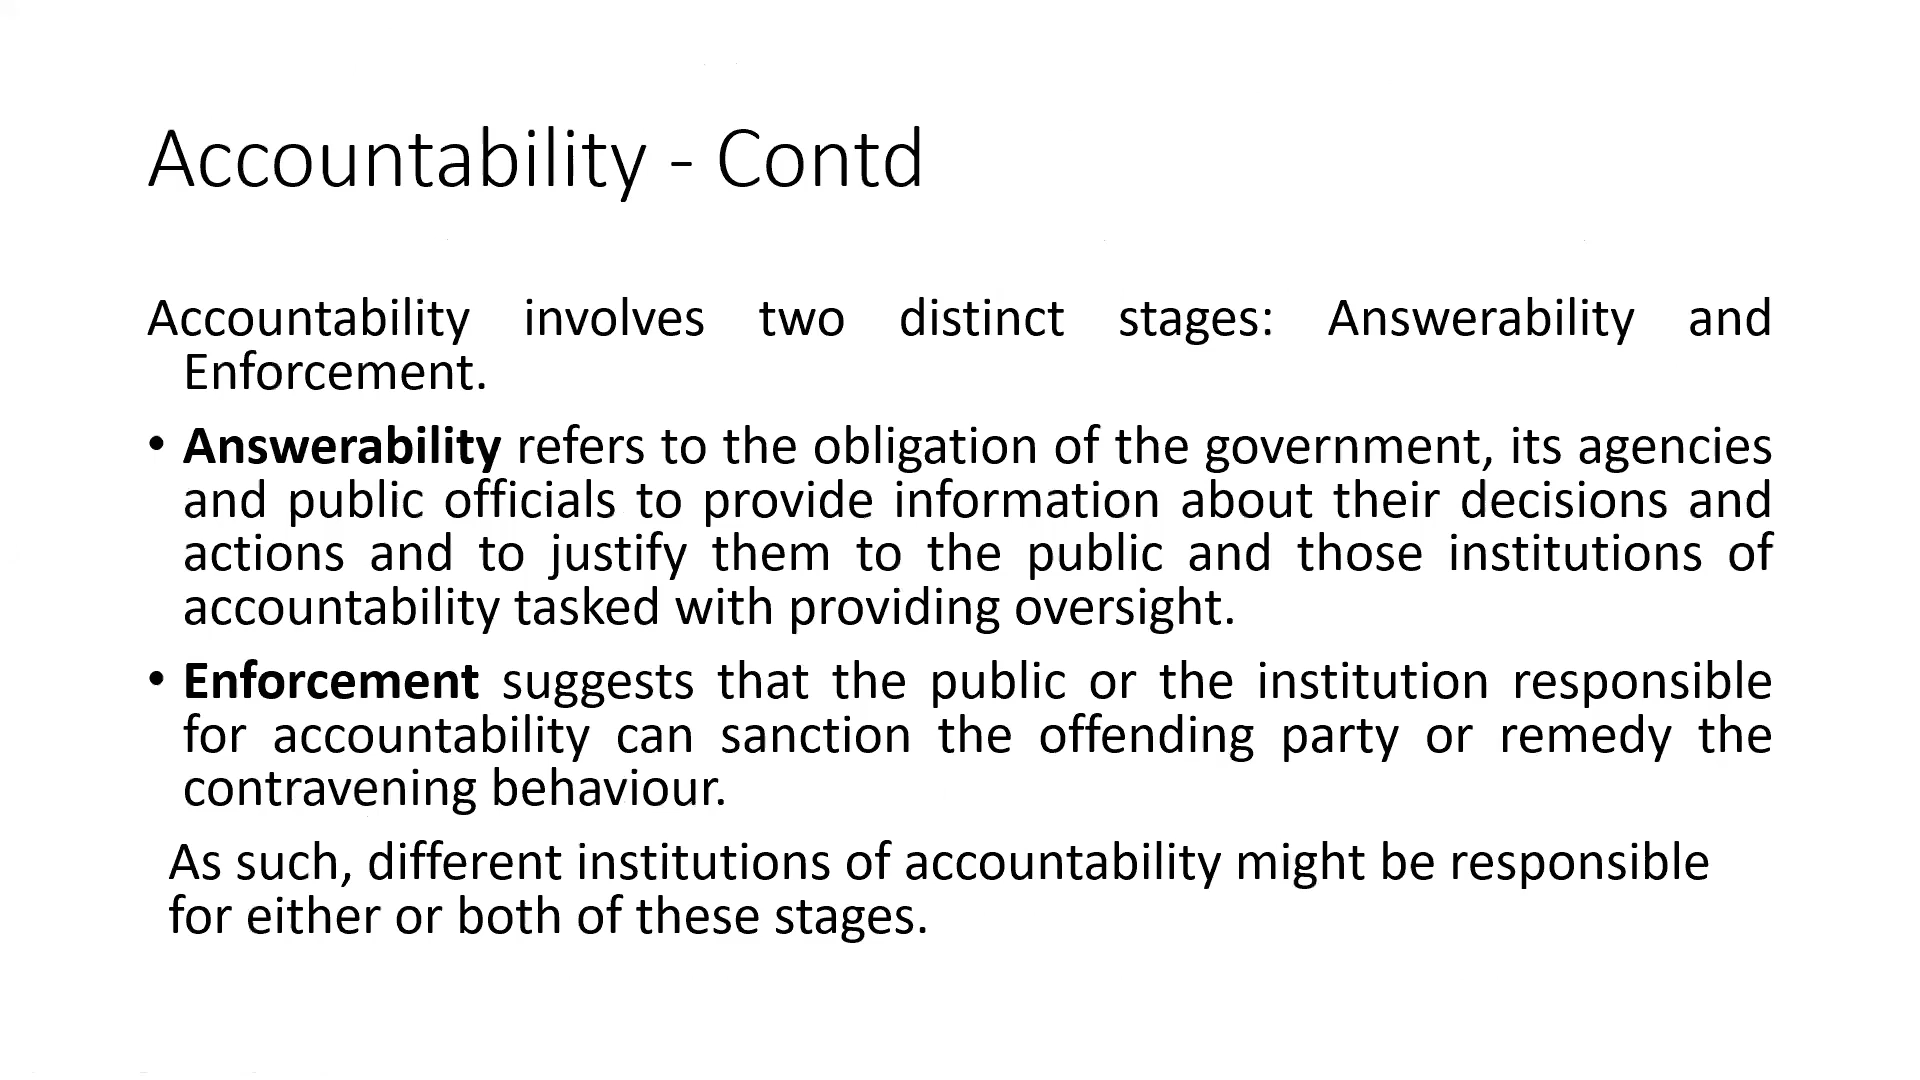 Accountability - Contd
Accountability involves two distinct stages: Answerability and
Enforcement.
• Answerability refers to the obligation of the government, its agencies
and public officials to provide information about their decisions and
actions and to justify them to the public and those institutions of
accountability tasked with providing oversight.
• Enforcement suggests that the public or the institution responsible
for accountability can sanction the offending party or remedy the
contravening behaviour.
As such, different institutions of accountability might be responsible
for either or both of these stages.